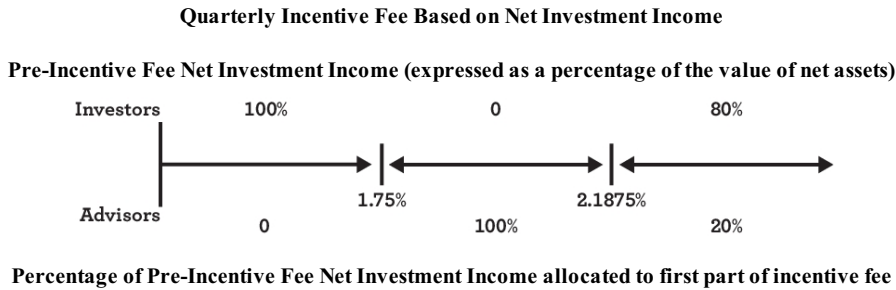 Quarterly Incentive Fee Based on Net Investment Income
Pre-Incentive Fee Net Investment Income (expressed as a percentage of the value of net assets)
Investors 100% 0 80%
1.75% 2.1875%
Advisors 0 100% 20%
Percentage of Pre-Incentive Fee Net Investment Income allocated to first part of incentive fee